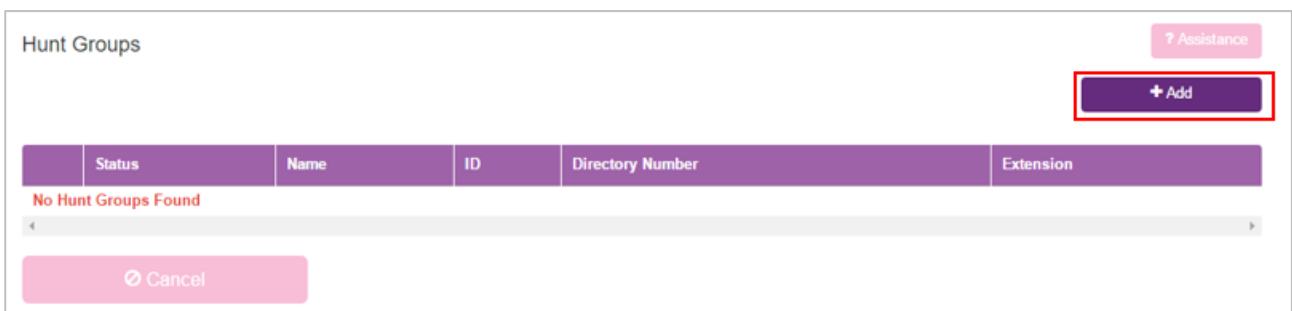 Hunt Groups
? Assistance
+ Add
Status Name ID Directory Number Extension
No Hunt Groups Found
Cancel